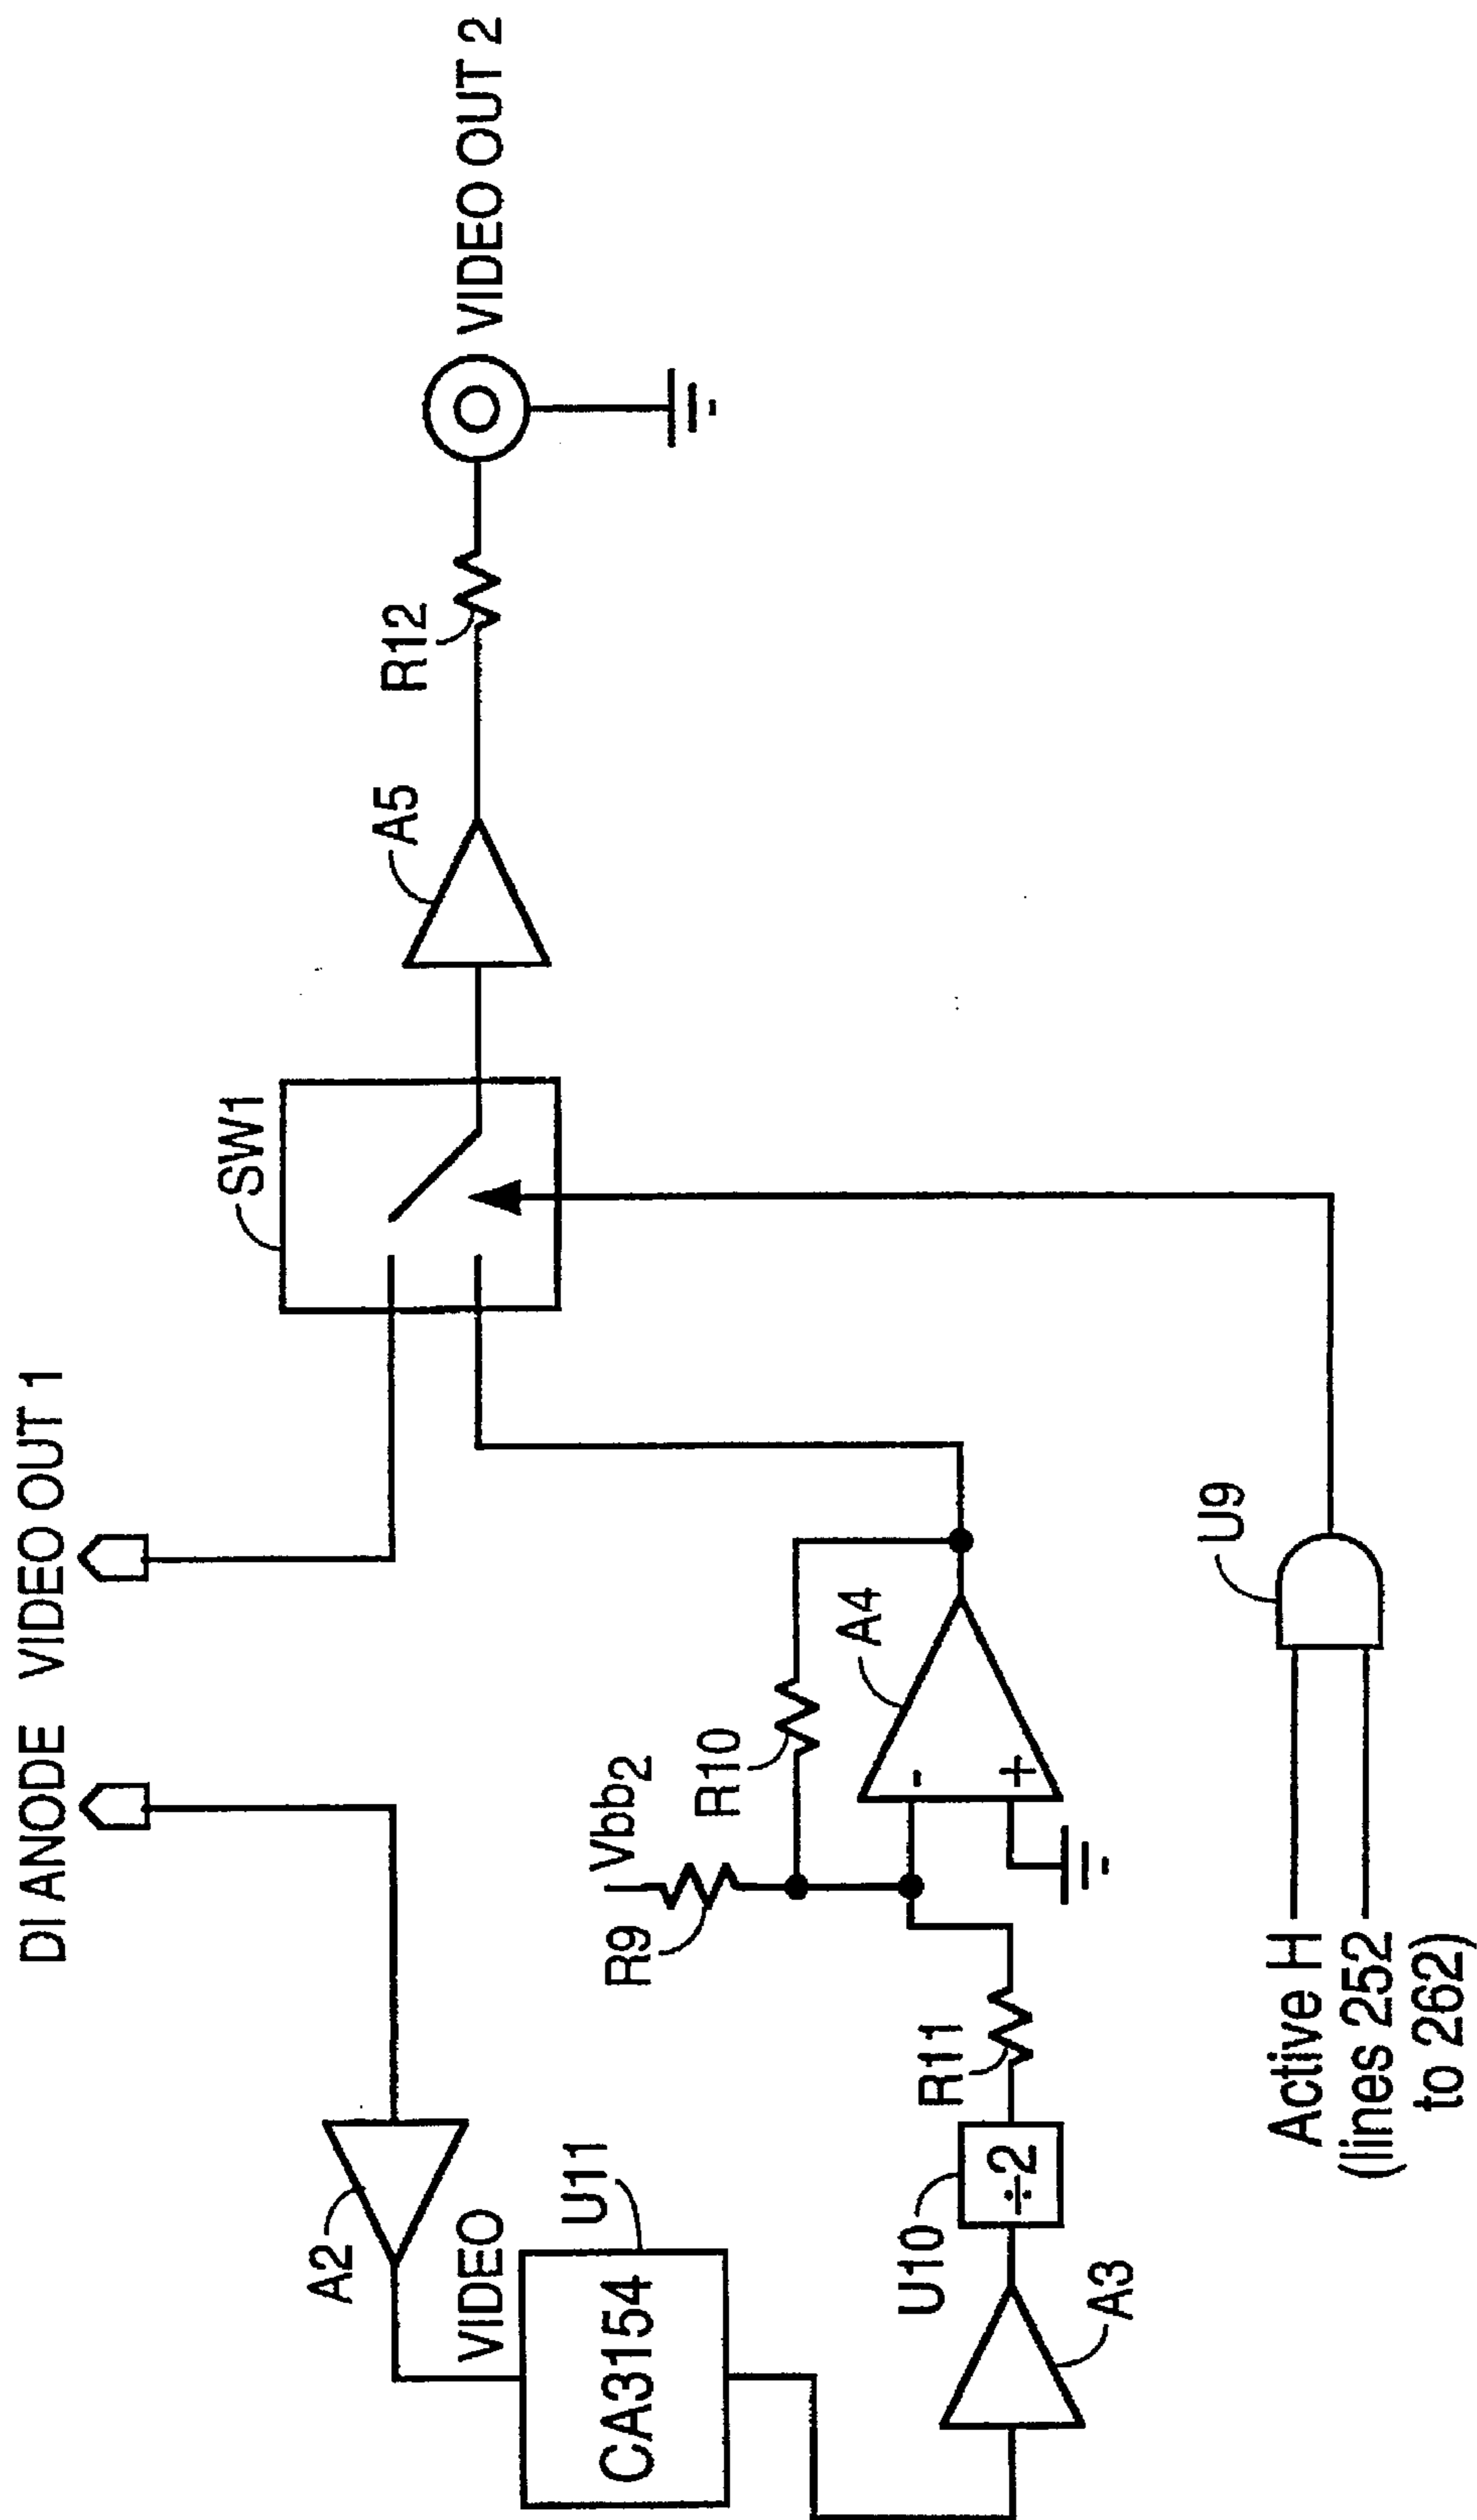 DI ANODE
VIDEO OUT 1
A2
VIDEO
U11
CA3154
SW1
A5
R12
VIDEO OUT 2
R9
Vbb2
R10
A4
-
+
R11
U10
÷2
A3
U9
Active H
(lines 252
to 262)